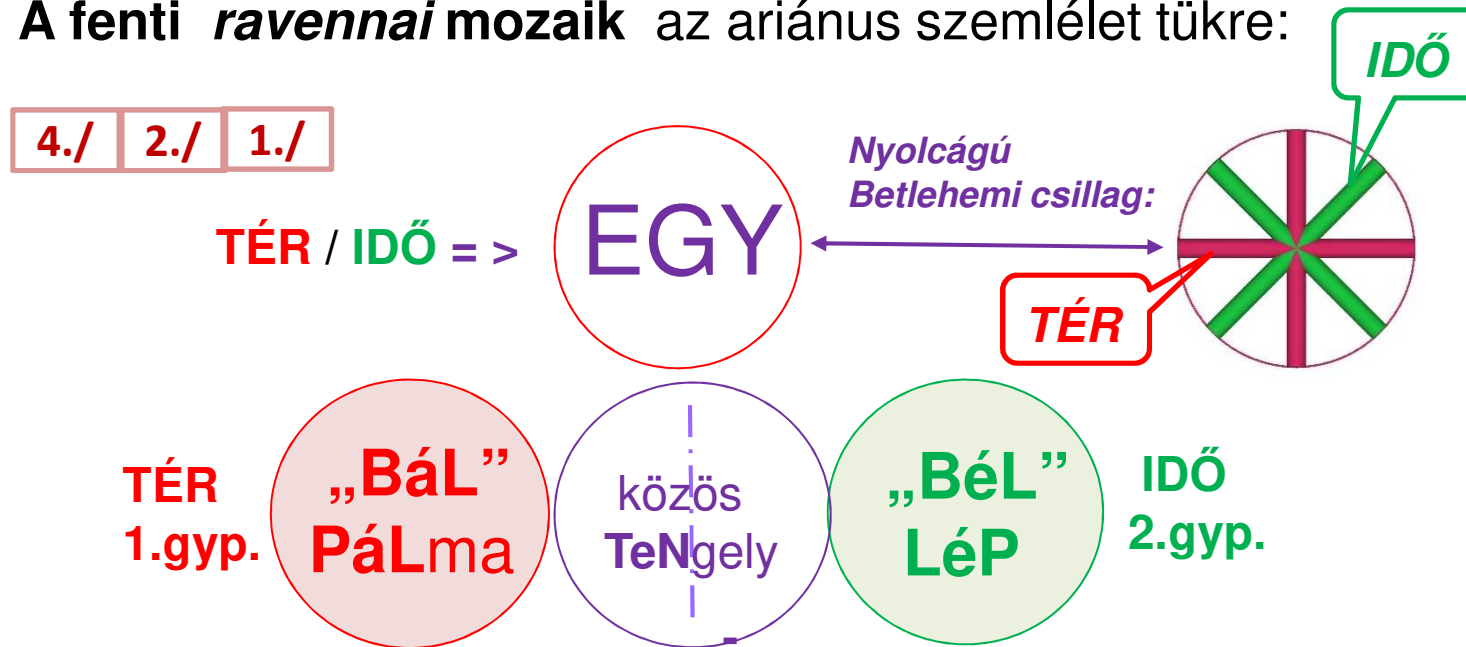 A fenti ravennai mozaik az ariánus szemlélet tükre:
IDŐ
4./ 2./ 1./
Nyolcágú
Betlehemi csillag:
TÉR / IDŐ = >
EGY
TÉR
TÉR
1.gyp.
„BáL”
PáLma
közös
TeNgely
„BéL”
LéP
IDŐ
2.gyp.